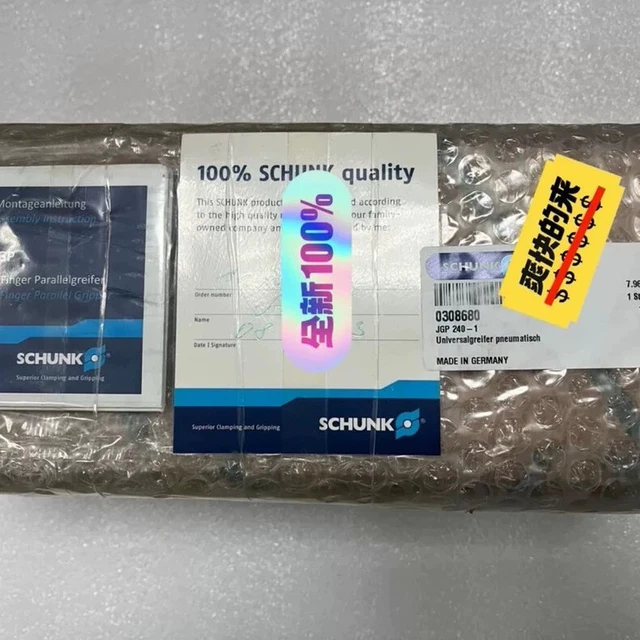 Montageanleitung
Assembly Instruction
GP
Finger Parallelgreifer
Finger Parallel Gripper
SCHUNK
Superior Clamping and Gripping
100% SCHUNK quality
This SCHUNK product according
to the high quality our family-
owned company an by me:
Order number
Name
Date | Signature
Superior Clamping and Gripping
SCHUNK
全新100%
爽快的来
SCHUNK
0308680
JGP 240-1
Universalgreifer pneumatisch
MADE IN GERMANY
7.96
1 St